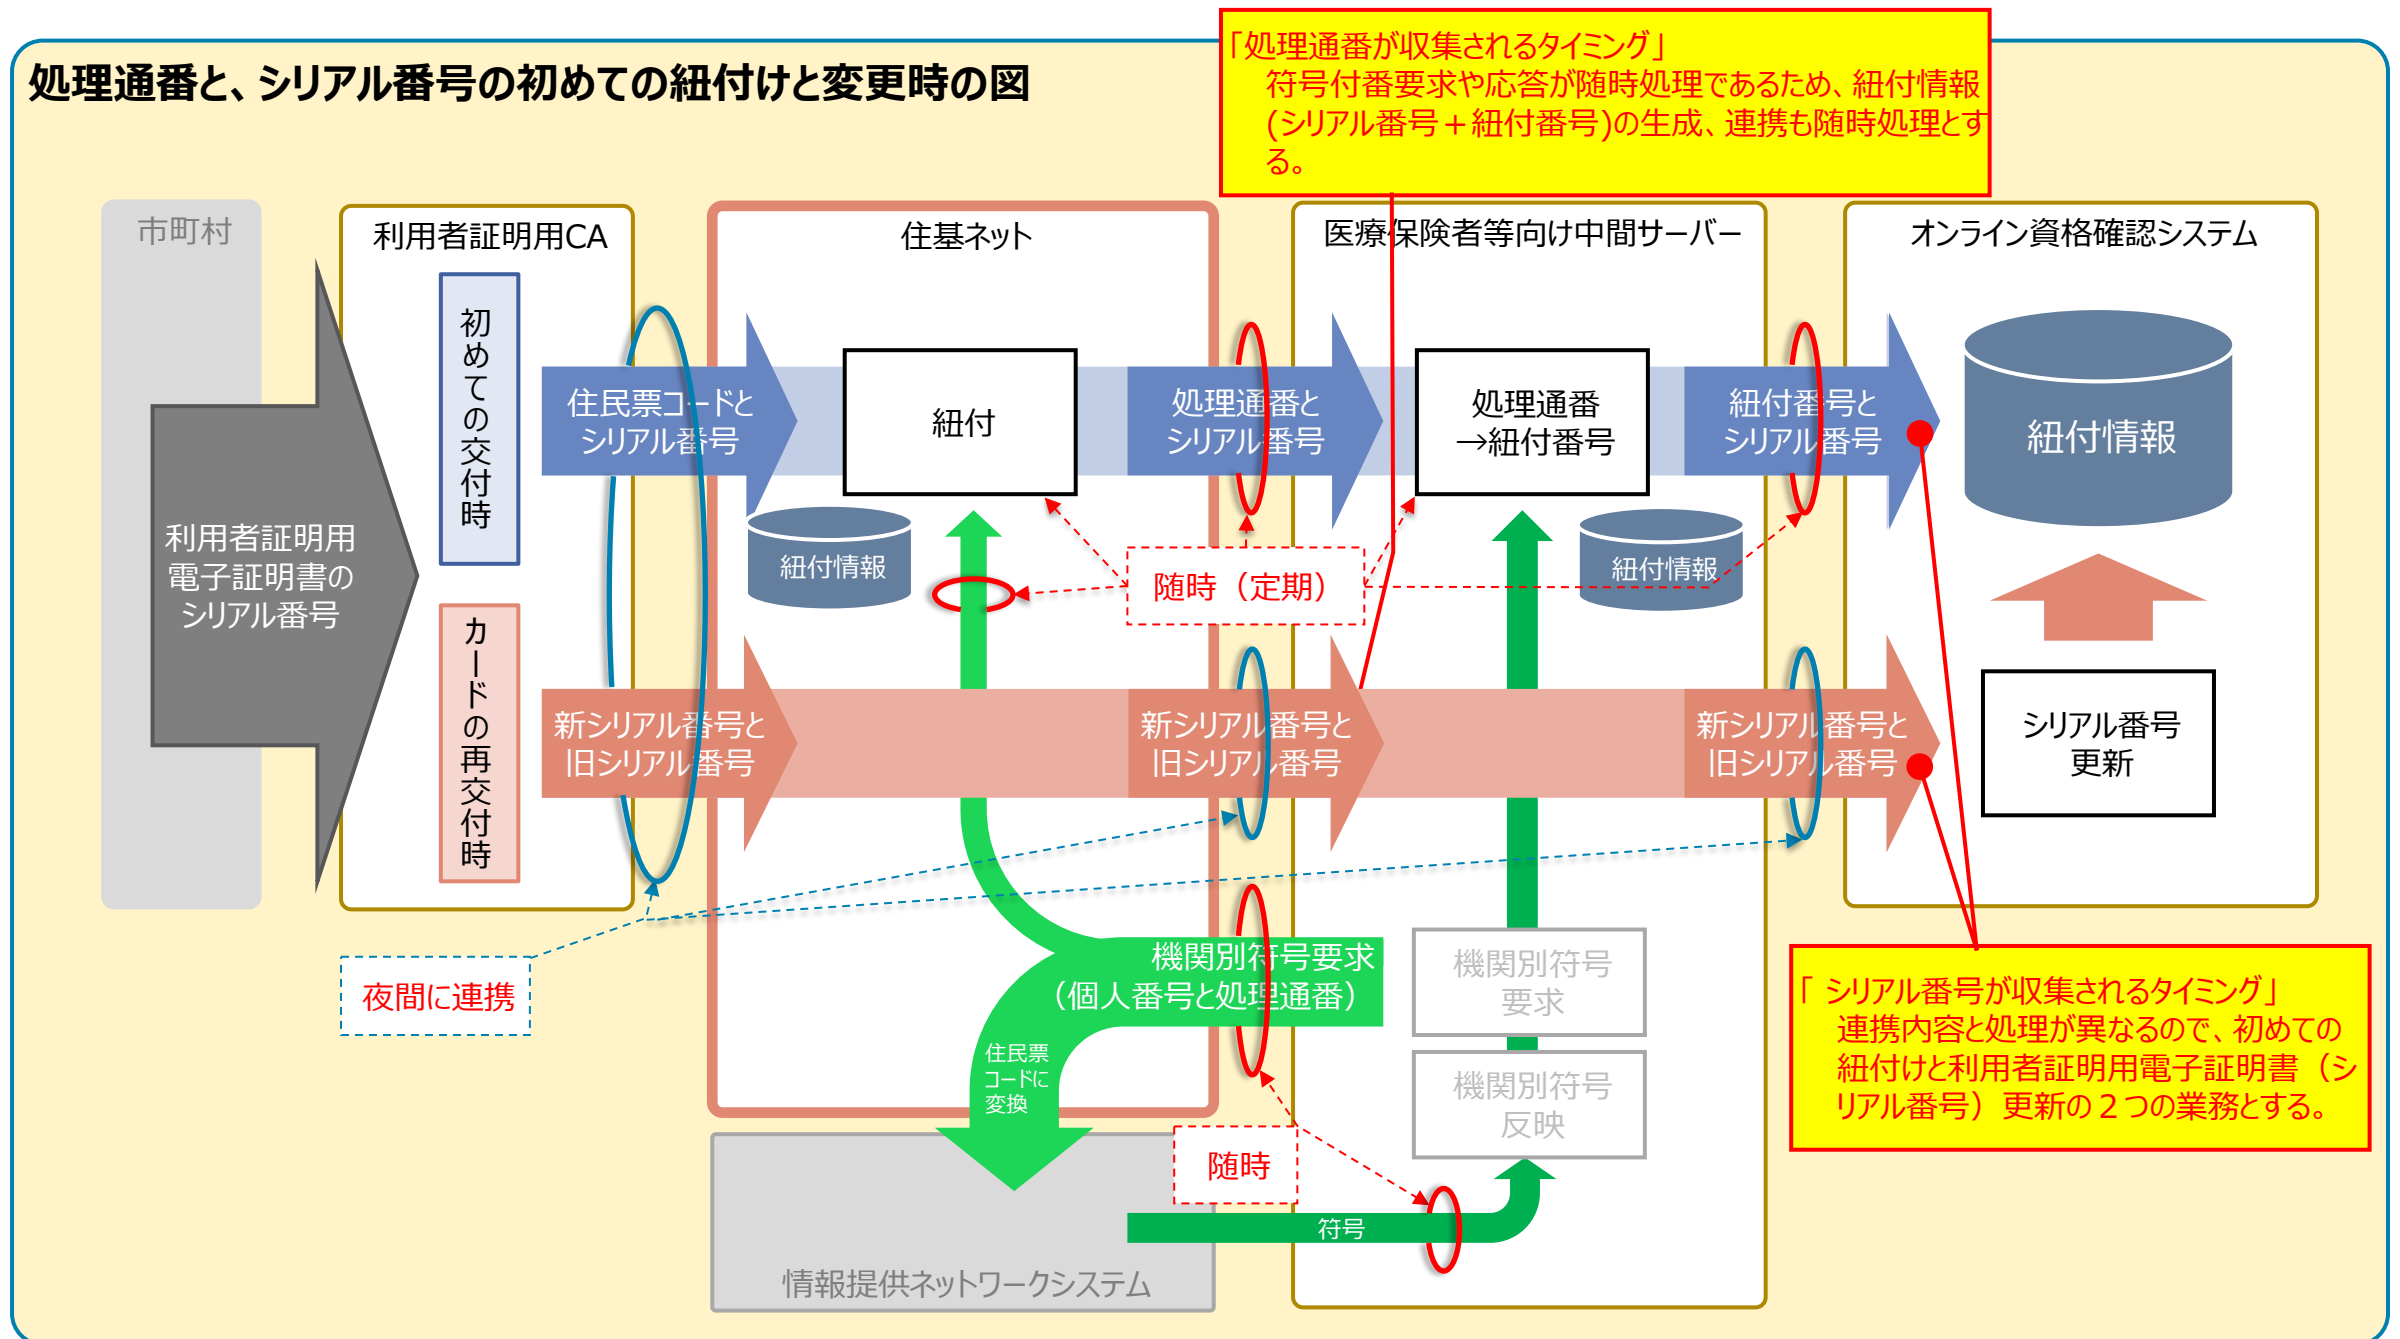 「処理通番が収集されるタイミング」
符号付番要求や応答が随時処理であるため、紐付情報
(シリアル番号＋紐付番号)の生成、連携も随時処理とす
る。
処理通番と、シリアル番号の初めての紐付けと変更時の図
市町村
利用者証明用CA
住基ネット
医療保険者等向け中間サーバー
オンライン資格確認システム
利用者証明用
電子証明書の
シリアル番号
初めての交付時
住民票コードと
シリアル番号
紐付
処理通番と
シリアル番号
処理通番
→紐付番号
紐付番号と
シリアル番号
紐付情報
紐付情報
随時（定期）
紐付情報
カードの再交付時
新シリアル番号と
旧シリアル番号
新シリアル番号と
旧シリアル番号
新シリアル番号と
旧シリアル番号
シリアル番号
更新
夜間に連携
機関別符号要求
（個人番号と処理通番）
住民票
コードに
変換
機関別符号
要求
機関別符号
反映
随時
符号
情報提供ネットワークシステム
「 シリアル番号が収集されるタイミング」
連携内容と処理が異なるので、初めての
紐付けと利用者証明用電子証明書（シ
リアル番号）更新の２つの業務とする。